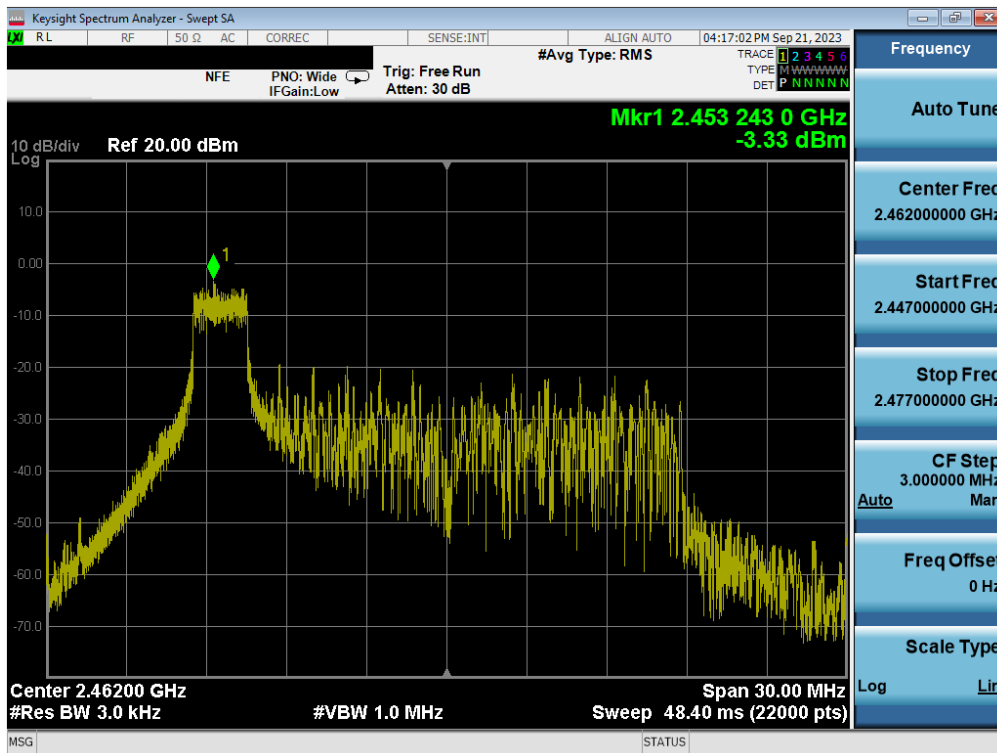 Keysight Spectrum Analyzer - Swept SA
LXI RL RF 50 Ω AC CORREC SENSE:INT ALIGN AUTO 04:17:02 PM Sep 21, 2023
NFE PNO: Wide Trig: Free Run #Avg Type: RMS TRACE 1 2 3 4 5 6
IFGain:Low Atten: 30 dB TYPE M WWWWW
DET P N N N N N
Mkr1 2.453 243 0 GHz
-3.33 dBm
10 dB/div Ref 20.00 dBm
Log
10.0
0.00
-10.0
-20.0
-30.0
-40.0
-50.0
-60.0
-70.0
1
Center 2.46200 GHz Span 30.00 MHz
#Res BW 3.0 kHz #VBW 1.0 MHz Sweep 48.40 ms (22000 pts)
MSG STATUS
Frequency
Auto Tune
Center Freq
2.462000000 GHz
Start Freq
2.447000000 GHz
Stop Freq
2.477000000 GHz
CF Step
3.000000 MHz
Auto Man
Freq Offset
0 Hz
Scale Type
Log Lin